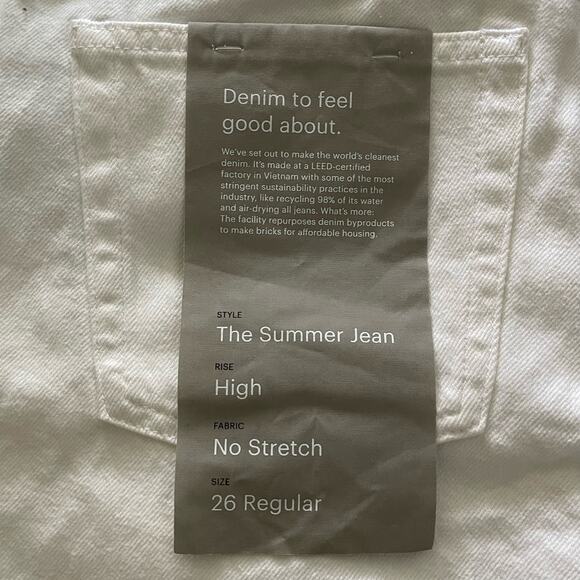 Denim to feel
good about.
We've set out to make the world's cleanest
denim. It's made at a LEED-certified
factory in Vietnam with some of the most
stringent sustainability practices in the
industry, like recycling 98% of its water
and air-drying all jeans. What's more:
The facility repurposes denim byproducts
to make bricks for affordable housing.
STYLE
The Summer Jean
RISE
High
FABRIC
No Stretch
SIZE
26 Regular